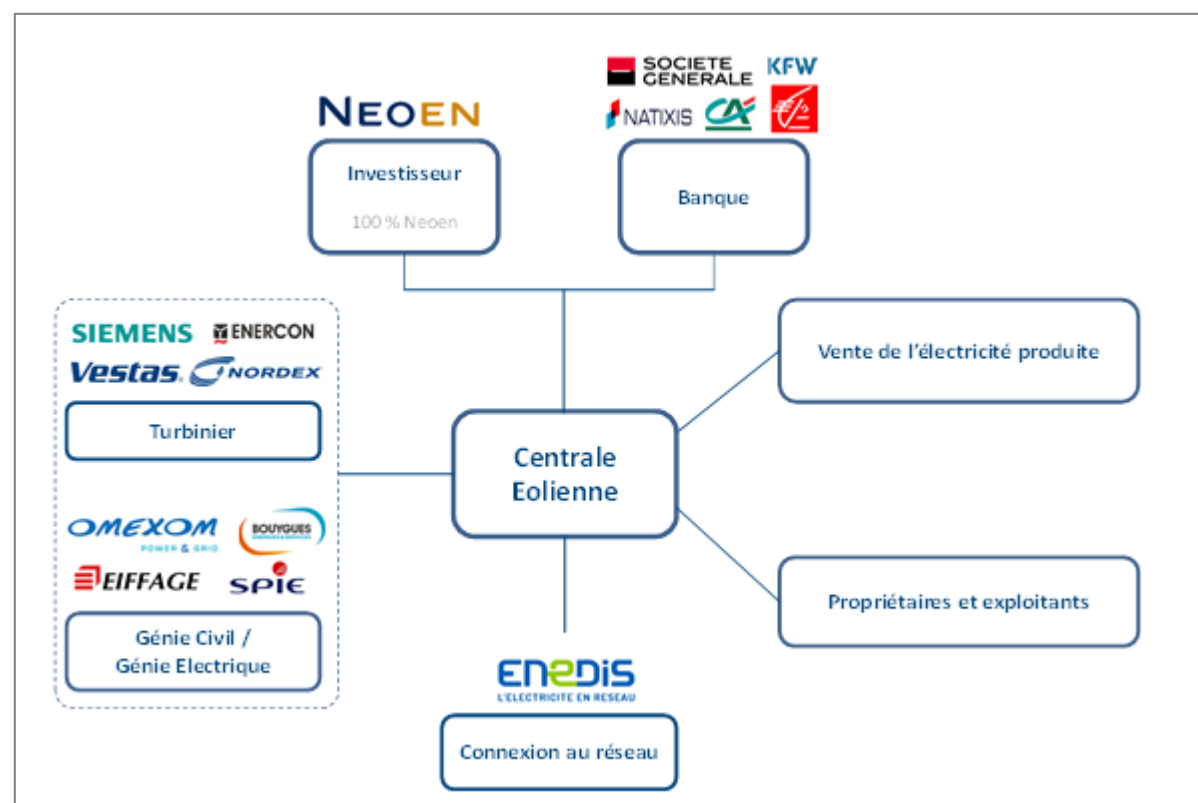 SOCIETE
GENERALE
KFW
NATIXIS
CA
NEOEN
Investisseur
100 % Neoen
Banque
SIEMENS
ENERCON
Vestas.
NORDEX
Turbinier
Vente de l'électricité produite
Centrale
Eolienne
OMEXOM
POWER & GRID
BOUYGUES
EIFFAGE
SPIE
Génie Civil /
Génie Electrique
Propriétaires et exploitants
ENEDIS
L'ELECTRICITE EN RESEAU
Connexion au réseau